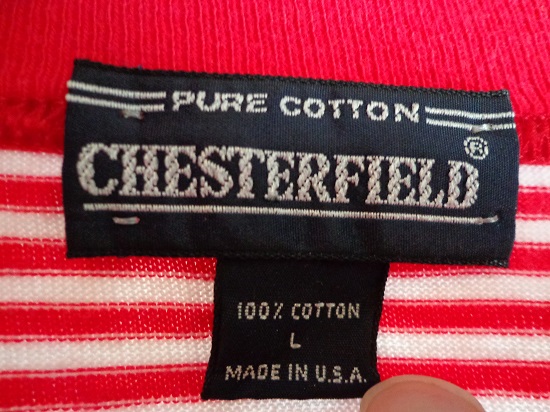 PURE COTTON
CHESTERFIELD®
100% COTTON
L
MADE IN U.S.A.